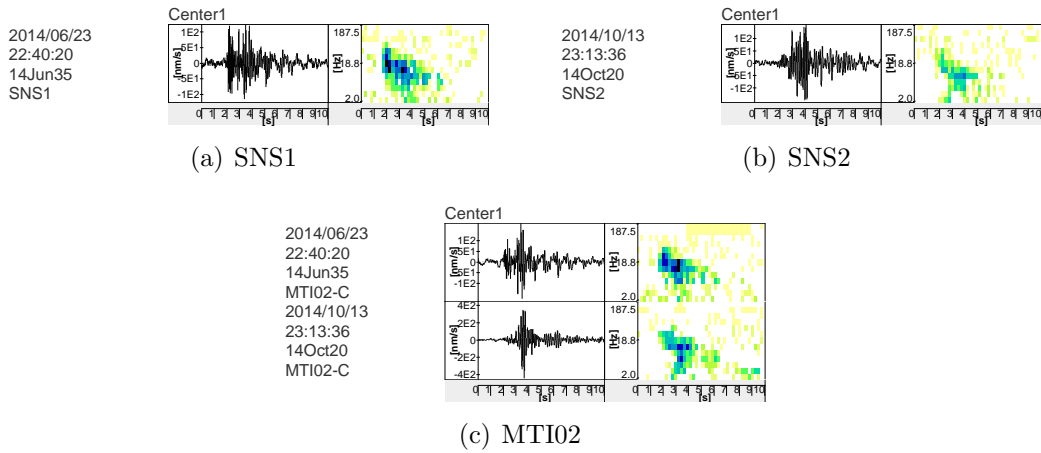 Center1
2014/06/23
22:40:20
14Jun35
SNS1
1E2
5E1
0
-5E1
-1E2
[nm/s]
187.5
18.8
2.0
[Hz]
0 1 2 3 4 5 6 7 8 9 10
0 1 2 3 4 5 6 7 8 9 10
[s]
(a) SNS1
Center1
2014/10/13
23:13:36
14Oct20
SNS2
1E2
5E1
0
-5E1
-1E2
[nm/s]
187.5
18.8
2.0
[Hz]
0 1 2 3 4 5 6 7 8 9 10
0 1 2 3 4 5 6 7 8 9 10
[s]
(b) SNS2
Center1
2014/06/23
22:40:20
14Jun35
MTI02-C
1E2
5E1
0
-5E1
-1E2
[nm/s]
187.5
18.8
2.0
[Hz]
2014/10/13
23:13:36
14Oct20
MTI02-C
4E2
2E2
0
-2E2
-4E2
[nm/s]
187.5
18.8
2.0
[Hz]
0 1 2 3 4 5 6 7 8 9 10
0 1 2 3 4 5 6 7 8 9 10
[s]
(c) MTI02